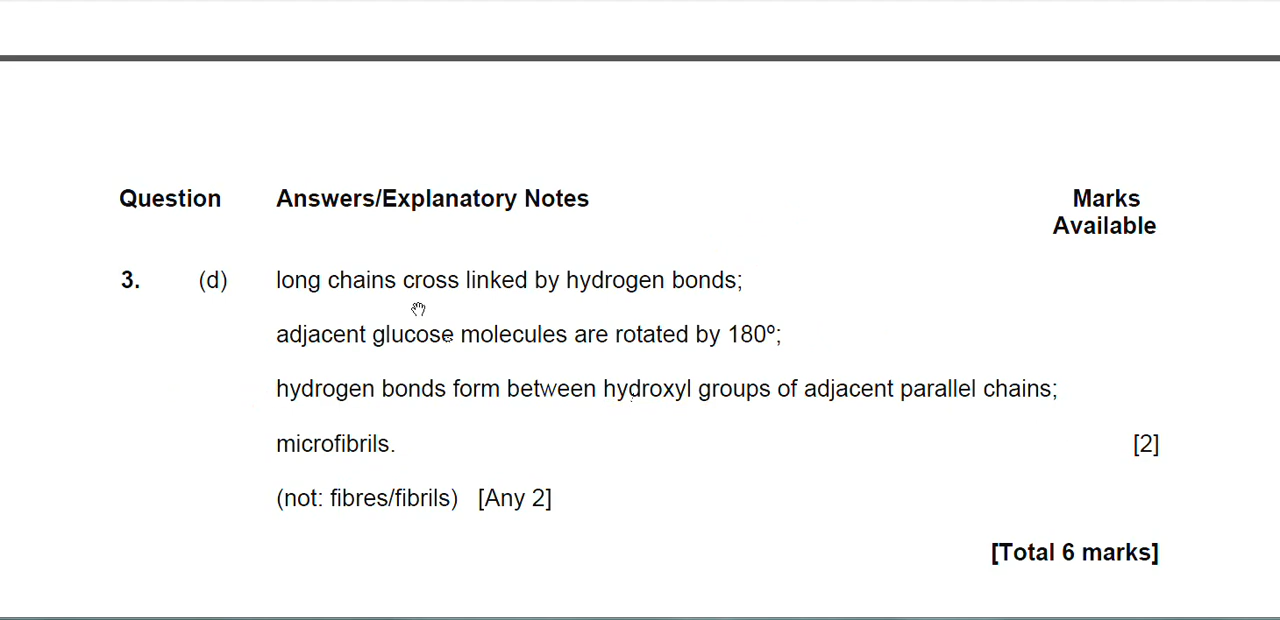 Question Answers/Explanatory Notes Marks
Available
3. (d) long chains cross linked by hydrogen bonds;
adjacent glucose molecules are rotated by 180º;
hydrogen bonds form between hydroxyl groups of adjacent parallel chains;
microfibrils. [2]
(not: fibres/fibrils) [Any 2]
[Total 6 marks]